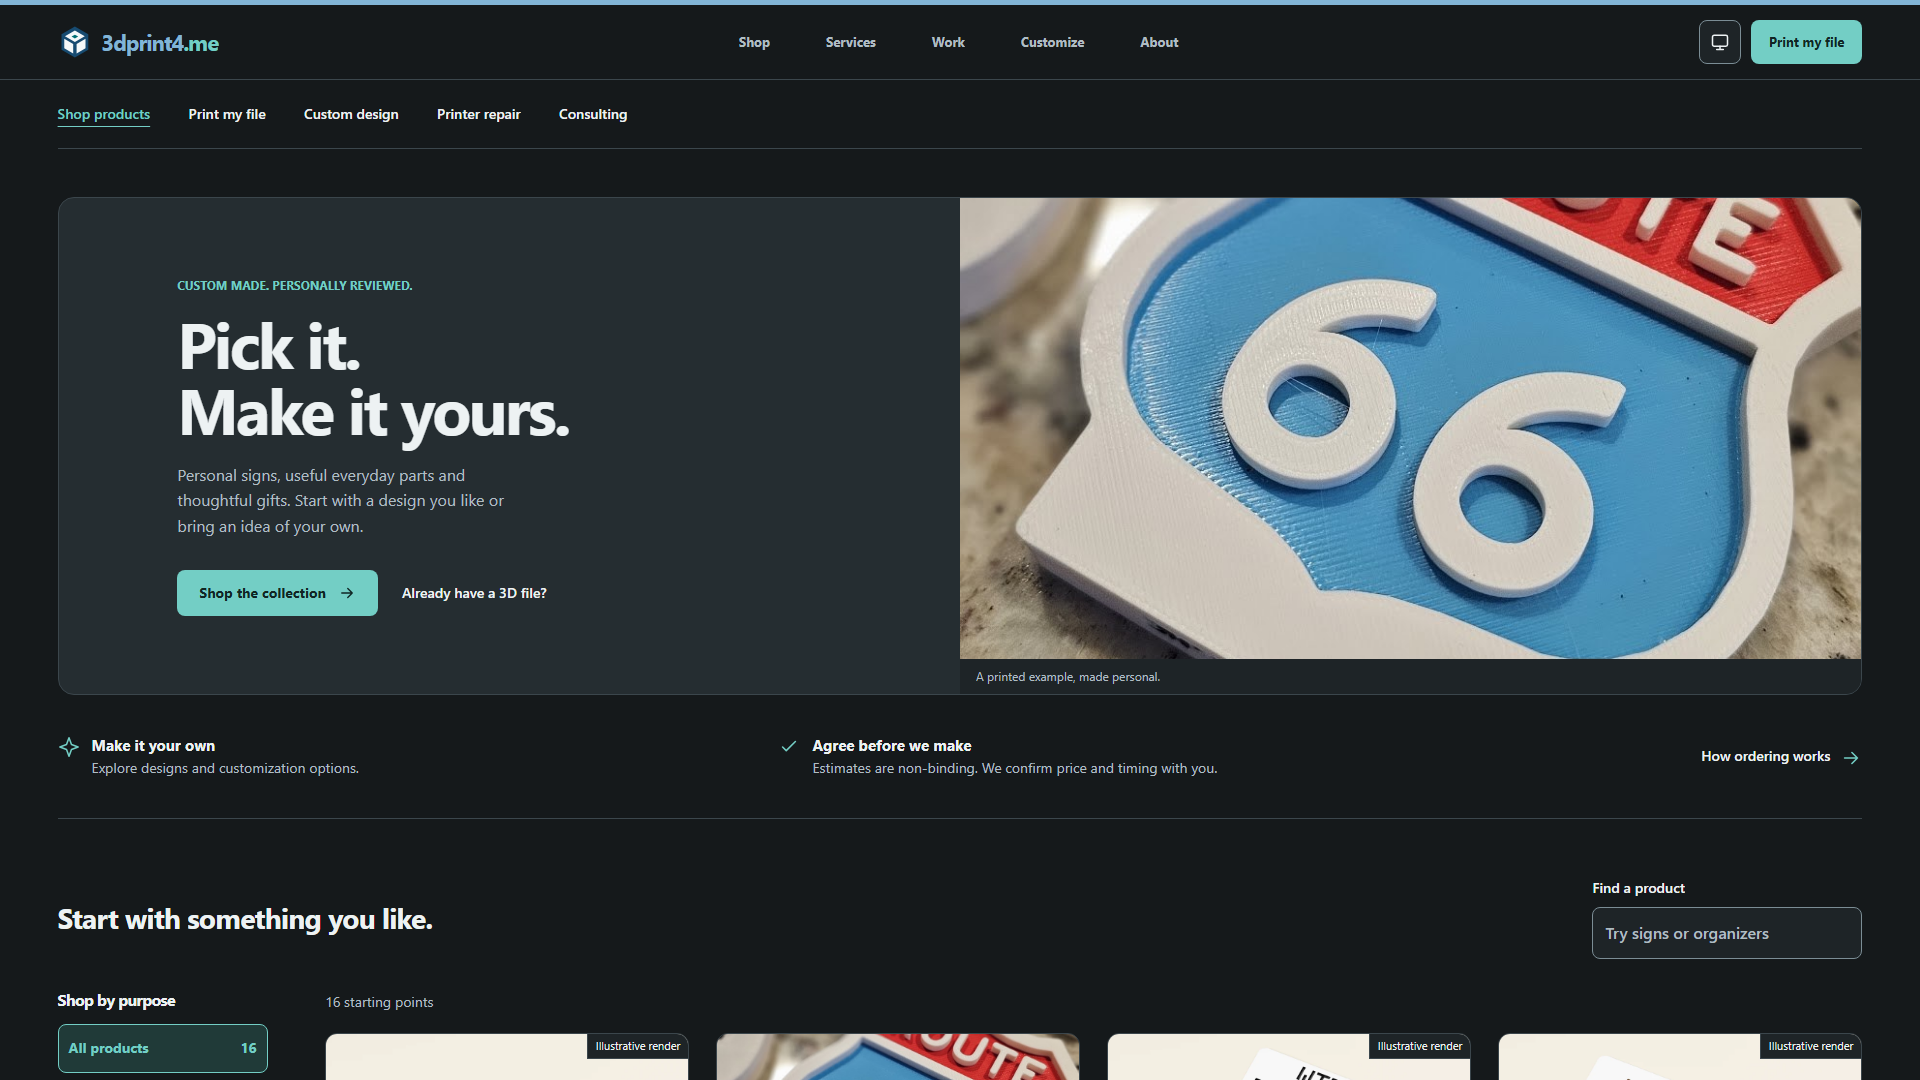 3dprint4.me
Shop
Services
Work
Customize
About
Print my file
Shop products
Print my file
Custom design
Printer repair
Consulting
CUSTOM MADE. PERSONALLY REVIEWED.
Pick it.
Make it yours.
Personal signs, useful everyday parts and
thoughtful gifts. Start with a design you like or
bring an idea of your own.
Shop the collection
Already have a 3D file?
66
A printed example, made personal.
Make it your own
Explore designs and customization options.
Agree before we make
Estimates are non-binding. We confirm price and timing with you.
How ordering works
Start with something you like.
Find a product
Try signs or organizers
Shop by purpose
All products 16
16 starting points
Illustrative render
ROUTE
Illustrative render
Illustrative render